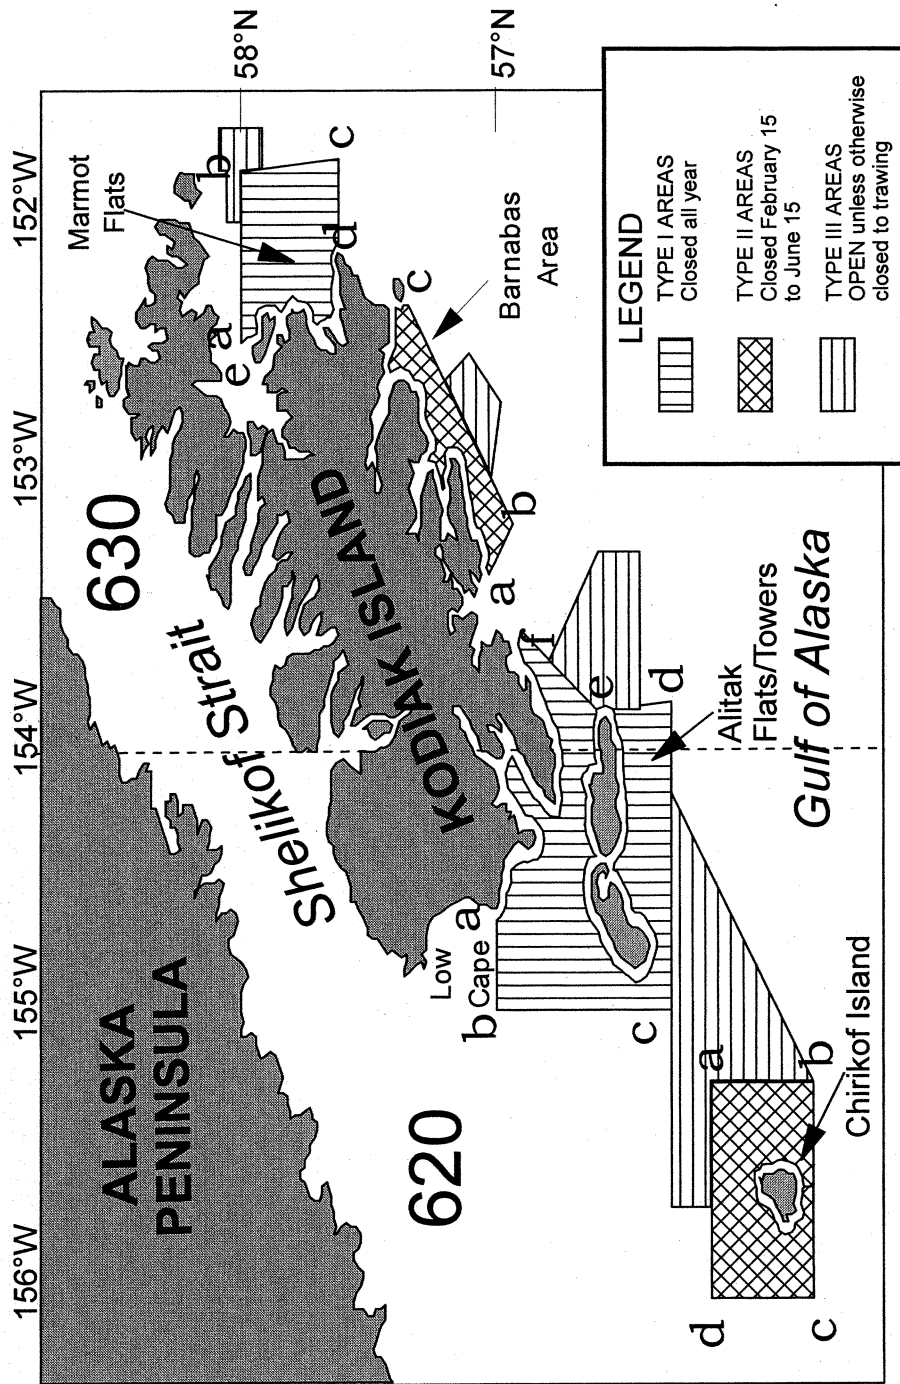 156°W
155°W
154°W
153°W
152°W
58°N
57°N
ALASKA
PENINSULA
Shelikof Strait
630
620
KODIAK ISLAND
Marmot
Flats
a
b
c
d
e
Barnabas
Area
a
b
c
Low
Cape
a
b
c
d
e
f
Alitak
Flats/Towers
Gulf of Alaska
a
b
c
d
Chirikof Island
LEGEND
TYPE I AREAS
Closed all year
TYPE II AREAS
Closed February 15
to June 15
TYPE III AREAS
OPEN unless otherwise
closed to trawing